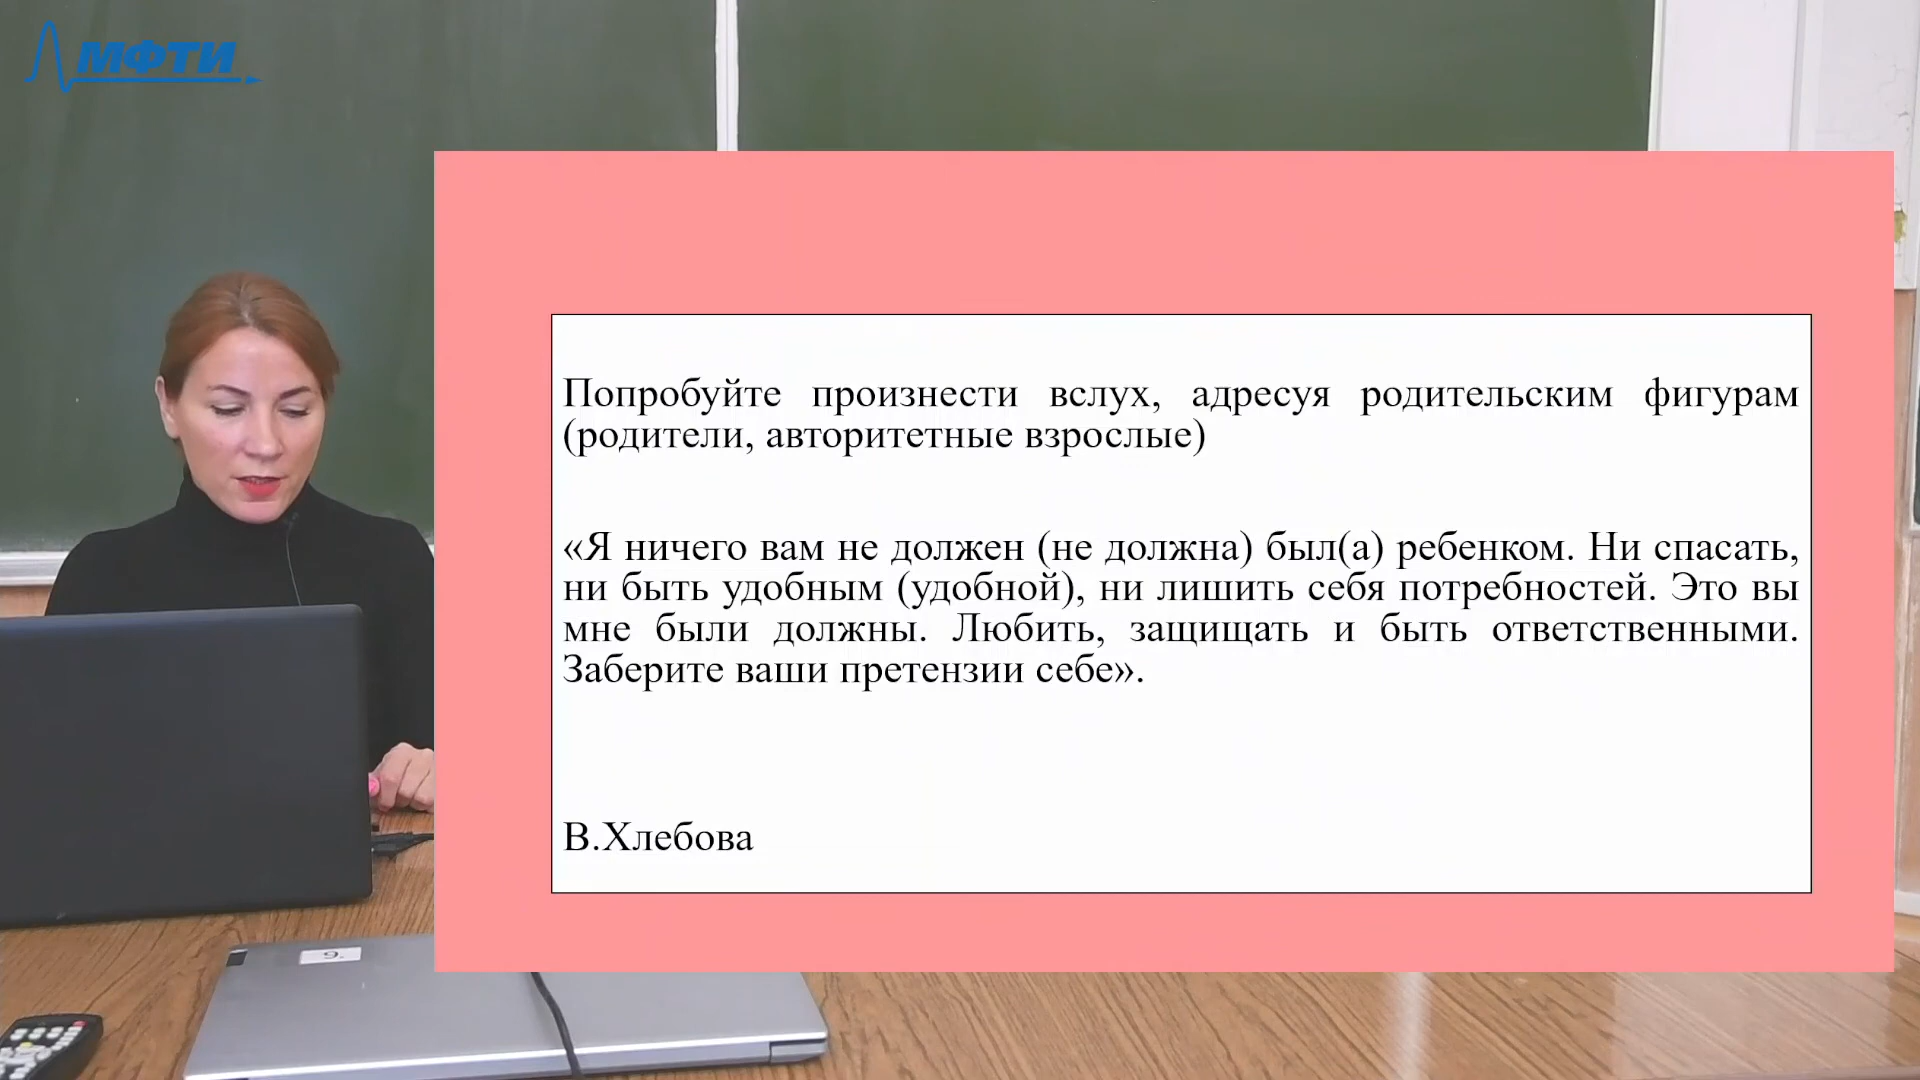 МФТИ
Попробуйте произнести вслух, адресуя родительским фигурам
(родители, авторитетные взрослые)
«Я ничего вам не должен (не должна) был(а) ребенком. Ни спасать,
ни быть удобным (удобной), ни лишить себя потребностей. Это вы
мне были должны. Любить, защищать и быть ответственными.
Заберите ваши претензии себе».
В.Хлебова
9.